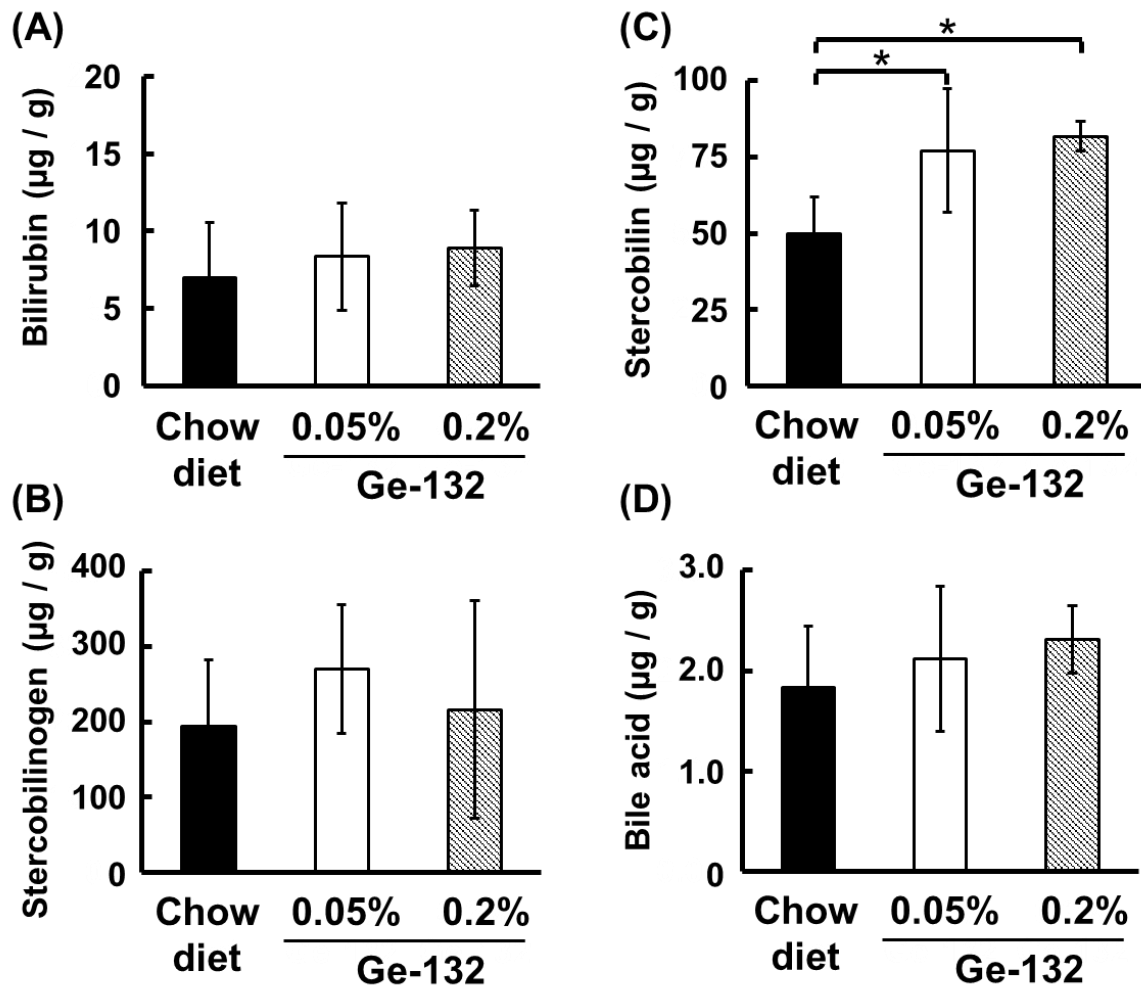 (A)
Bilirubin (µg / g)
20
15
10
5
0
Chow diet
0.05%
0.2%
Ge-132
(B)
Stercobilinogen (µg / g)
400
300
200
100
0
Chow diet
0.05%
0.2%
Ge-132
(C)
Stercobilin (µg / g)
100
75
50
25
0
*
*
Chow diet
0.05%
0.2%
Ge-132
(D)
Bile acid (µg / g)
3.0
2.0
1.0
0
Chow diet
0.05%
0.2%
Ge-132